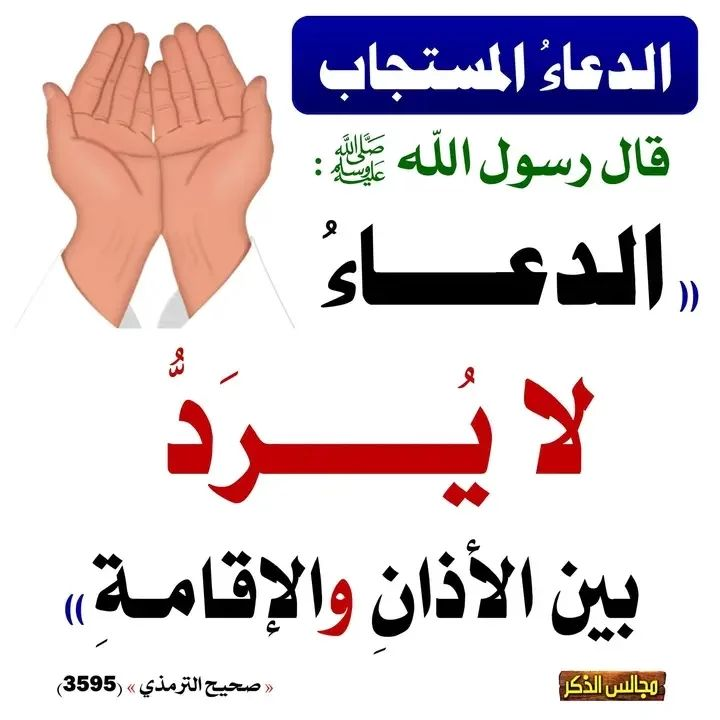 الدعاءُ المستجاب
قال رسول الله ﷺ :
(( الدعـــاءُ
لا يُـــرَدُّ
بين الأذانِ والإقامـةِ ))
« صحيح الترمذي » (3595)
مجالس الذكر